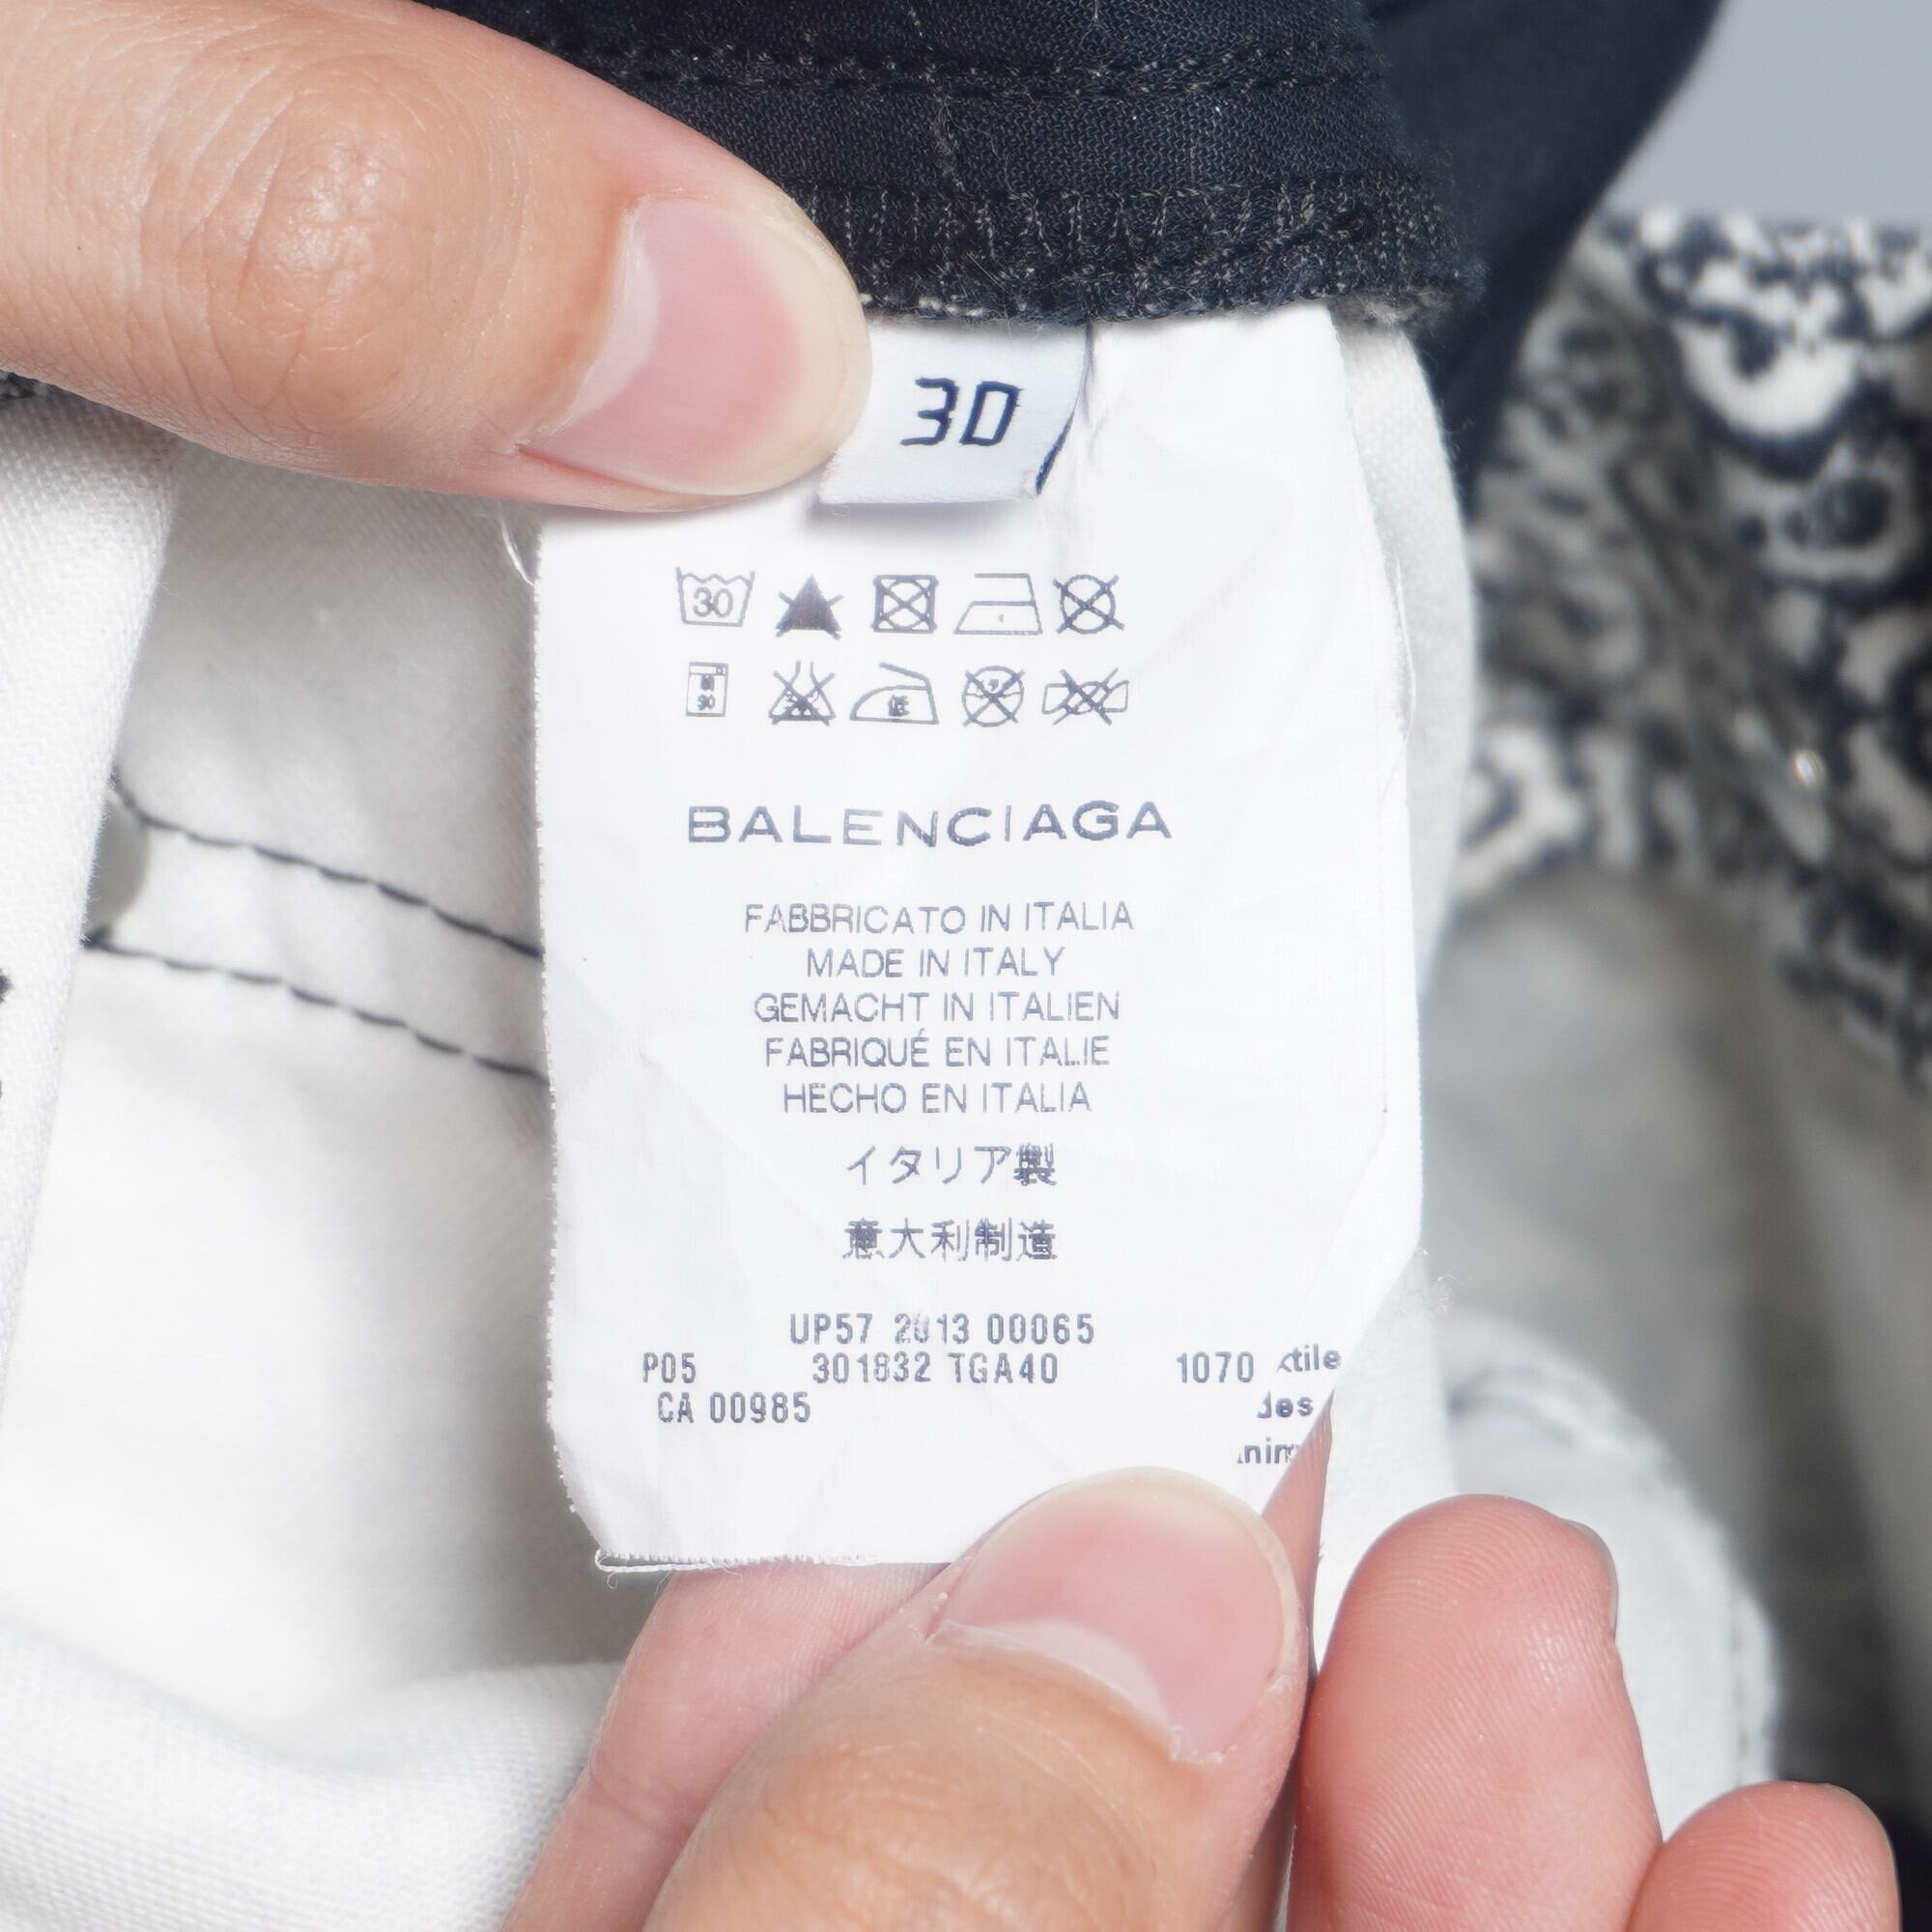 30
30
BALENCIAGA
FABBRICATO IN ITALIA
MADE IN ITALY
GEMACHT IN ITALIEN
FABRIQUÉ EN ITALIE
HECHO EN ITALIA
イタリア製
意大利制造
UP57 2013 00065
P05 301832 TGA40 1070
CA 00985